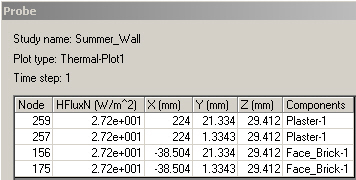 Probe
Study name: Summer_Wall
Plot type: Thermal-Plot1
Time step: 1
Node HFluxN (W/m^2) X (mm) Y (mm) Z (mm) Components
259 2.72e+001 224 21.334 29.412 Plaster-1
257 2.72e+001 224 1.3343 29.412 Plaster-1
156 2.72e+001 -38.504 21.334 29.412 Face_Brick-1
175 2.72e+001 -38.504 1.3343 29.412 Face_Brick-1